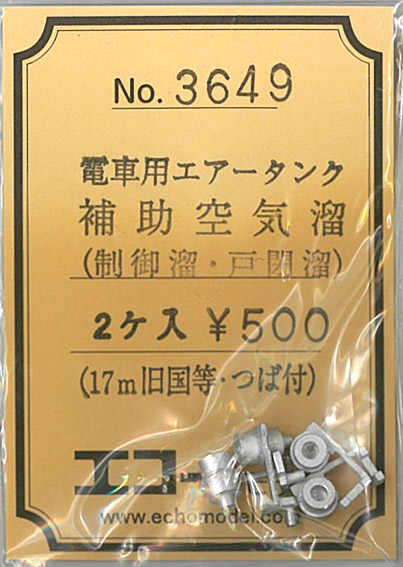 No. 3649
電車用エアータンク
補助空気溜
(制御溜・戸閉溜)
2ケ入 ¥500
(17m旧国等・つば付)
エコー
www.echomodel.com